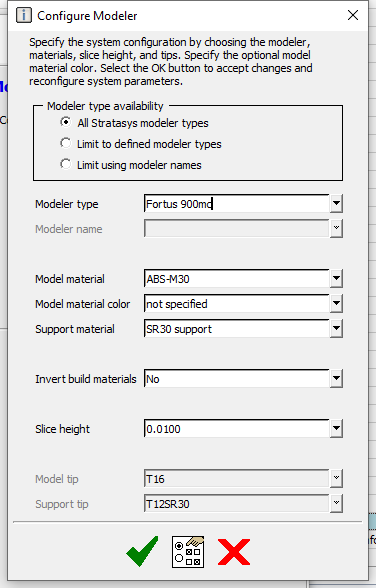 Configure Modeler
Specify the system configuration by choosing the modeler,
materials, slice height, and tips. Specify the optional model
material color. Select the OK button to accept changes and
reconfigure system parameters.
Modeler type availability
All Stratasys modeler types
Limit to defined modeler types
Limit using modeler names
Modeler type Fortus 900mc
Modeler name
Model material ABS-M30
Model material color not specified
Support material SR30 support
Invert build materials No
Slice height 0.0100
Model tip T16
Support tip T12SR30